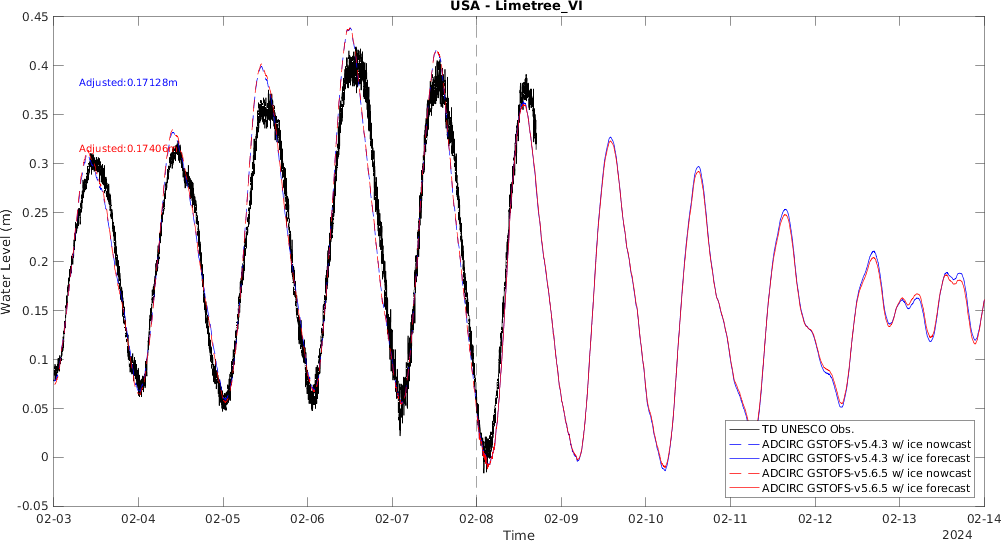 USA - Limetree_VI
0.45
0.4
0.35
0.3
0.25
0.2
0.15
0.1
0.05
0
-0.05
Water Level (m)
Adjusted:0.17128m
Adjusted:0.17406m
TD UNESCO Obs.
ADCIRC GSTOFS-v5.4.3 w/ ice nowcast
ADCIRC GSTOFS-v5.4.3 w/ ice forecast
ADCIRC GSTOFS-v5.6.5 w/ ice nowcast
ADCIRC GSTOFS-v5.6.5 w/ ice forecast
02-03 02-04 02-05 02-06 02-07 02-08 02-09 02-10 02-11 02-12 02-13 02-14
Time
2024